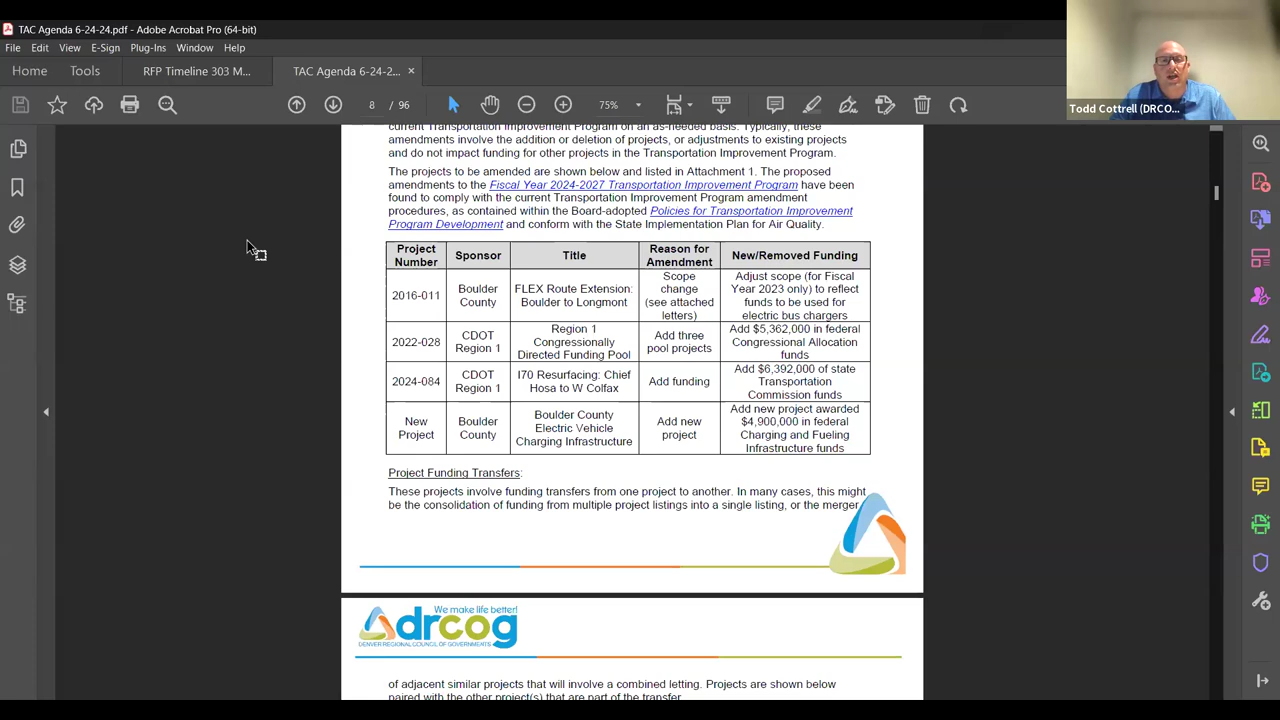 TAC Agenda 6-24-24.pdf - Adobe Acrobat Pro (64-bit)
File Edit View E-Sign Plug-Ins Window Help
Home Tools RFP Timeline 303 M... TAC Agenda 6-24-2... ×
8 / 96 75%
Todd Cottrell (DRCO...
current Transportation Improvement Program on an as-needed basis. Typically, these
amendments involve the addition or deletion of projects, or adjustments to existing projects
and do not impact funding for other projects in the Transportation Improvement Program.
The projects to be amended are shown below and listed in Attachment 1. The proposed
amendments to the Fiscal Year 2024-2027 Transportation Improvement Program have been
found to comply with the current Transportation Improvement Program amendment
procedures, as contained within the Board-adopted Policies for Transportation Improvement
Program Development and conform with the State Implementation Plan for Air Quality.
Project
Number
Sponsor
Title
Reason for
Amendment
New/Removed Funding
2016-011
Boulder
County
FLEX Route Extension:
Boulder to Longmont
Scope
change
(see attached
letters)
Adjust scope (for Fiscal
Year 2023 only) to reflect
funds to be used for
electric bus chargers
2022-028
CDOT
Region 1
Region 1
Congressionally
Directed Funding Pool
Add three
pool projects
Add $5,362,000 in federal
Congressional Allocation
funds
2024-084
CDOT
Region 1
I70 Resurfacing: Chief
Hosa to W Colfax
Add funding
Add $6,392,000 of state
Transportation
Commission funds
New
Project
Boulder
County
Boulder County
Electric Vehicle
Charging Infrastructure
Add new
project
Add new project awarded
$4,900,000 in federal
Charging and Fueling
Infrastructure funds
Project Funding Transfers:
These projects involve funding transfers from one project to another. In many cases, this might
be the consolidation of funding from multiple project listings into a single listing, or the merger
We make life better!
drcog
DENVER REGIONAL COUNCIL OF GOVERNMENTS
of adjacent similar projects that will involve a combined letting. Projects are shown below
paired with the other project(s) that are part of the transfer.